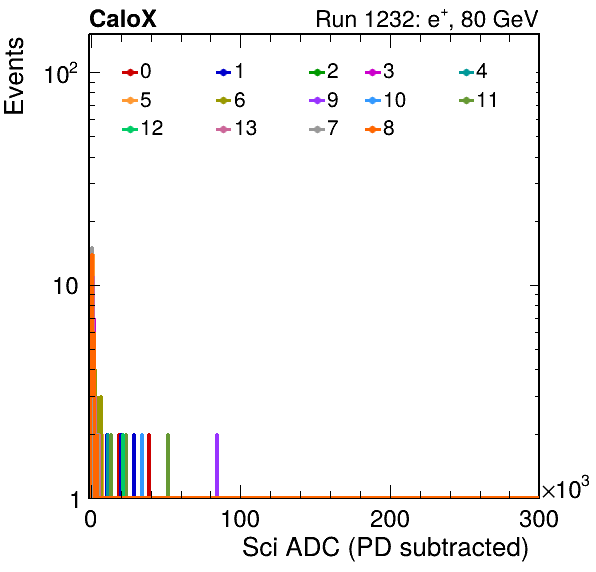 CaloX Run 1232: e⁺, 80 GeV
Events
10²
10
1
0 1 2 3 4
5 6 9 10 11
12 13 7 8
0 100 200 300
×10³
Sci ADC (PD subtracted)